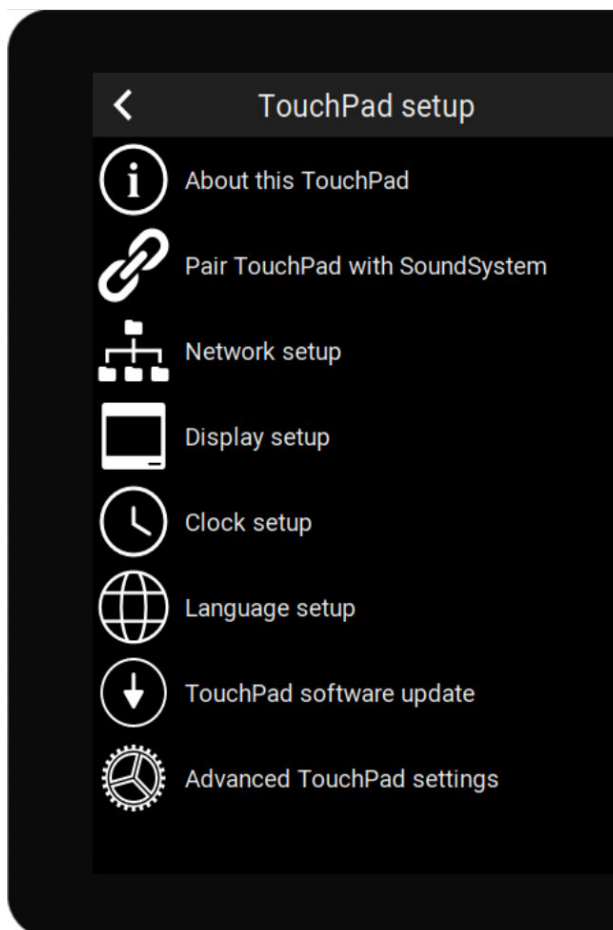 TouchPad setup
About this TouchPad
Pair TouchPad with SoundSystem
Network setup
Display setup
Clock setup
Language setup
TouchPad software update
Advanced TouchPad settings